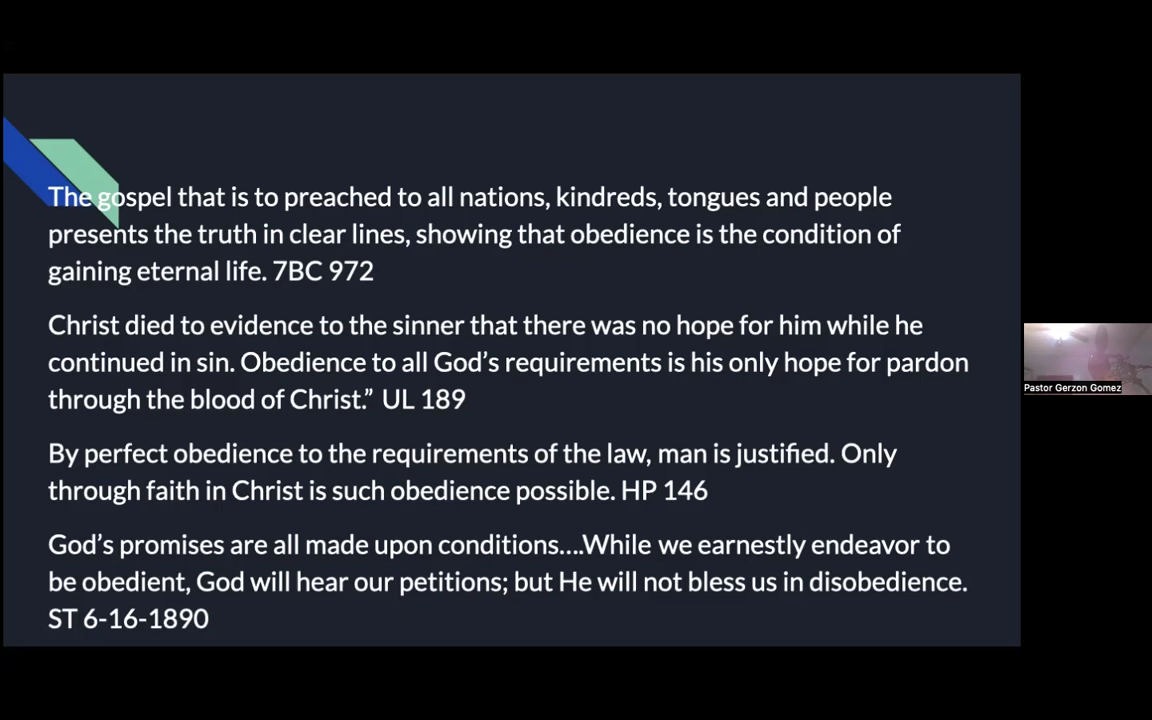 The gospel that is to preached to all nations, kindreds, tongues and people
presents the truth in clear lines, showing that obedience is the condition of
gaining eternal life. 7BC 972
Christ died to evidence to the sinner that there was no hope for him while he
continued in sin. Obedience to all God’s requirements is his only hope for pardon
through the blood of Christ.” UL 189
By perfect obedience to the requirements of the law, man is justified. Only
through faith in Christ is such obedience possible. HP 146
God’s promises are all made upon conditions....While we earnestly endeavor to
be obedient, God will hear our petitions; but He will not bless us in disobedience.
ST 6-16-1890
Pastor Gerzon Gomez